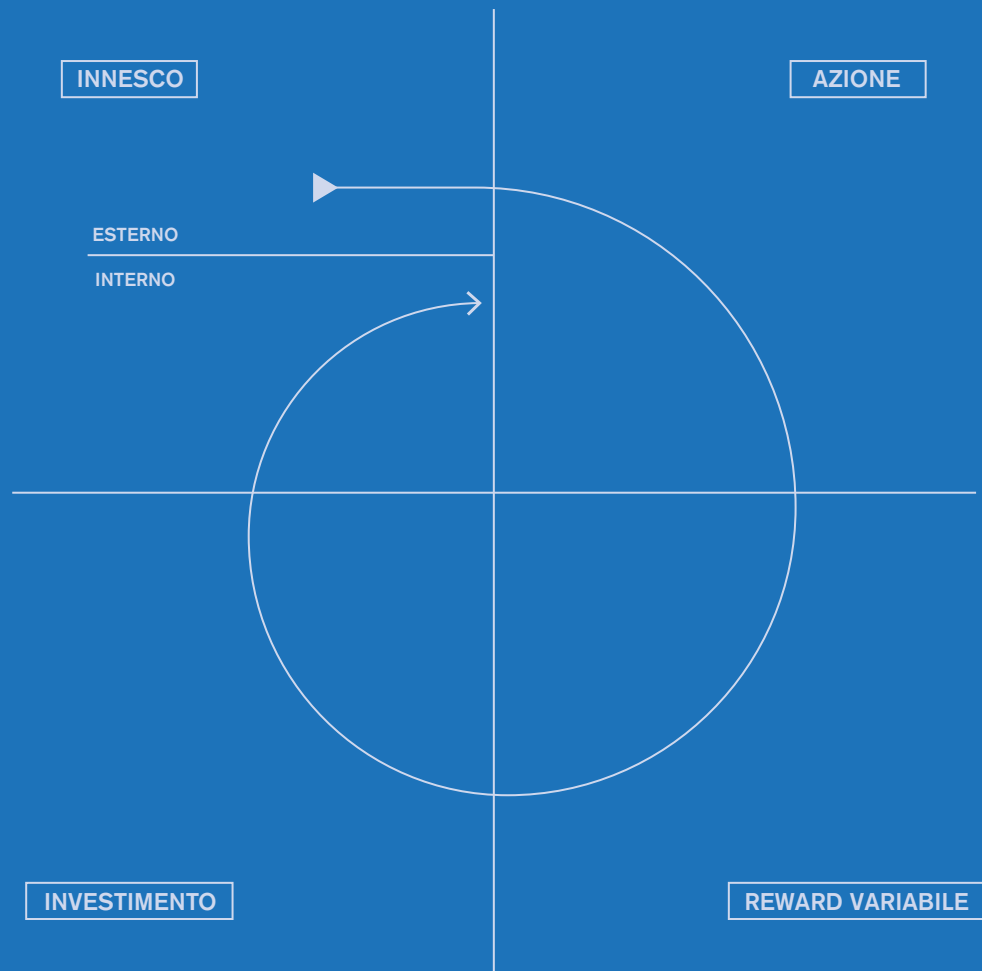 INNESCO
AZIONE
ESTERNO
INTERNO
INVESTIMENTO
REWARD VARIABILE